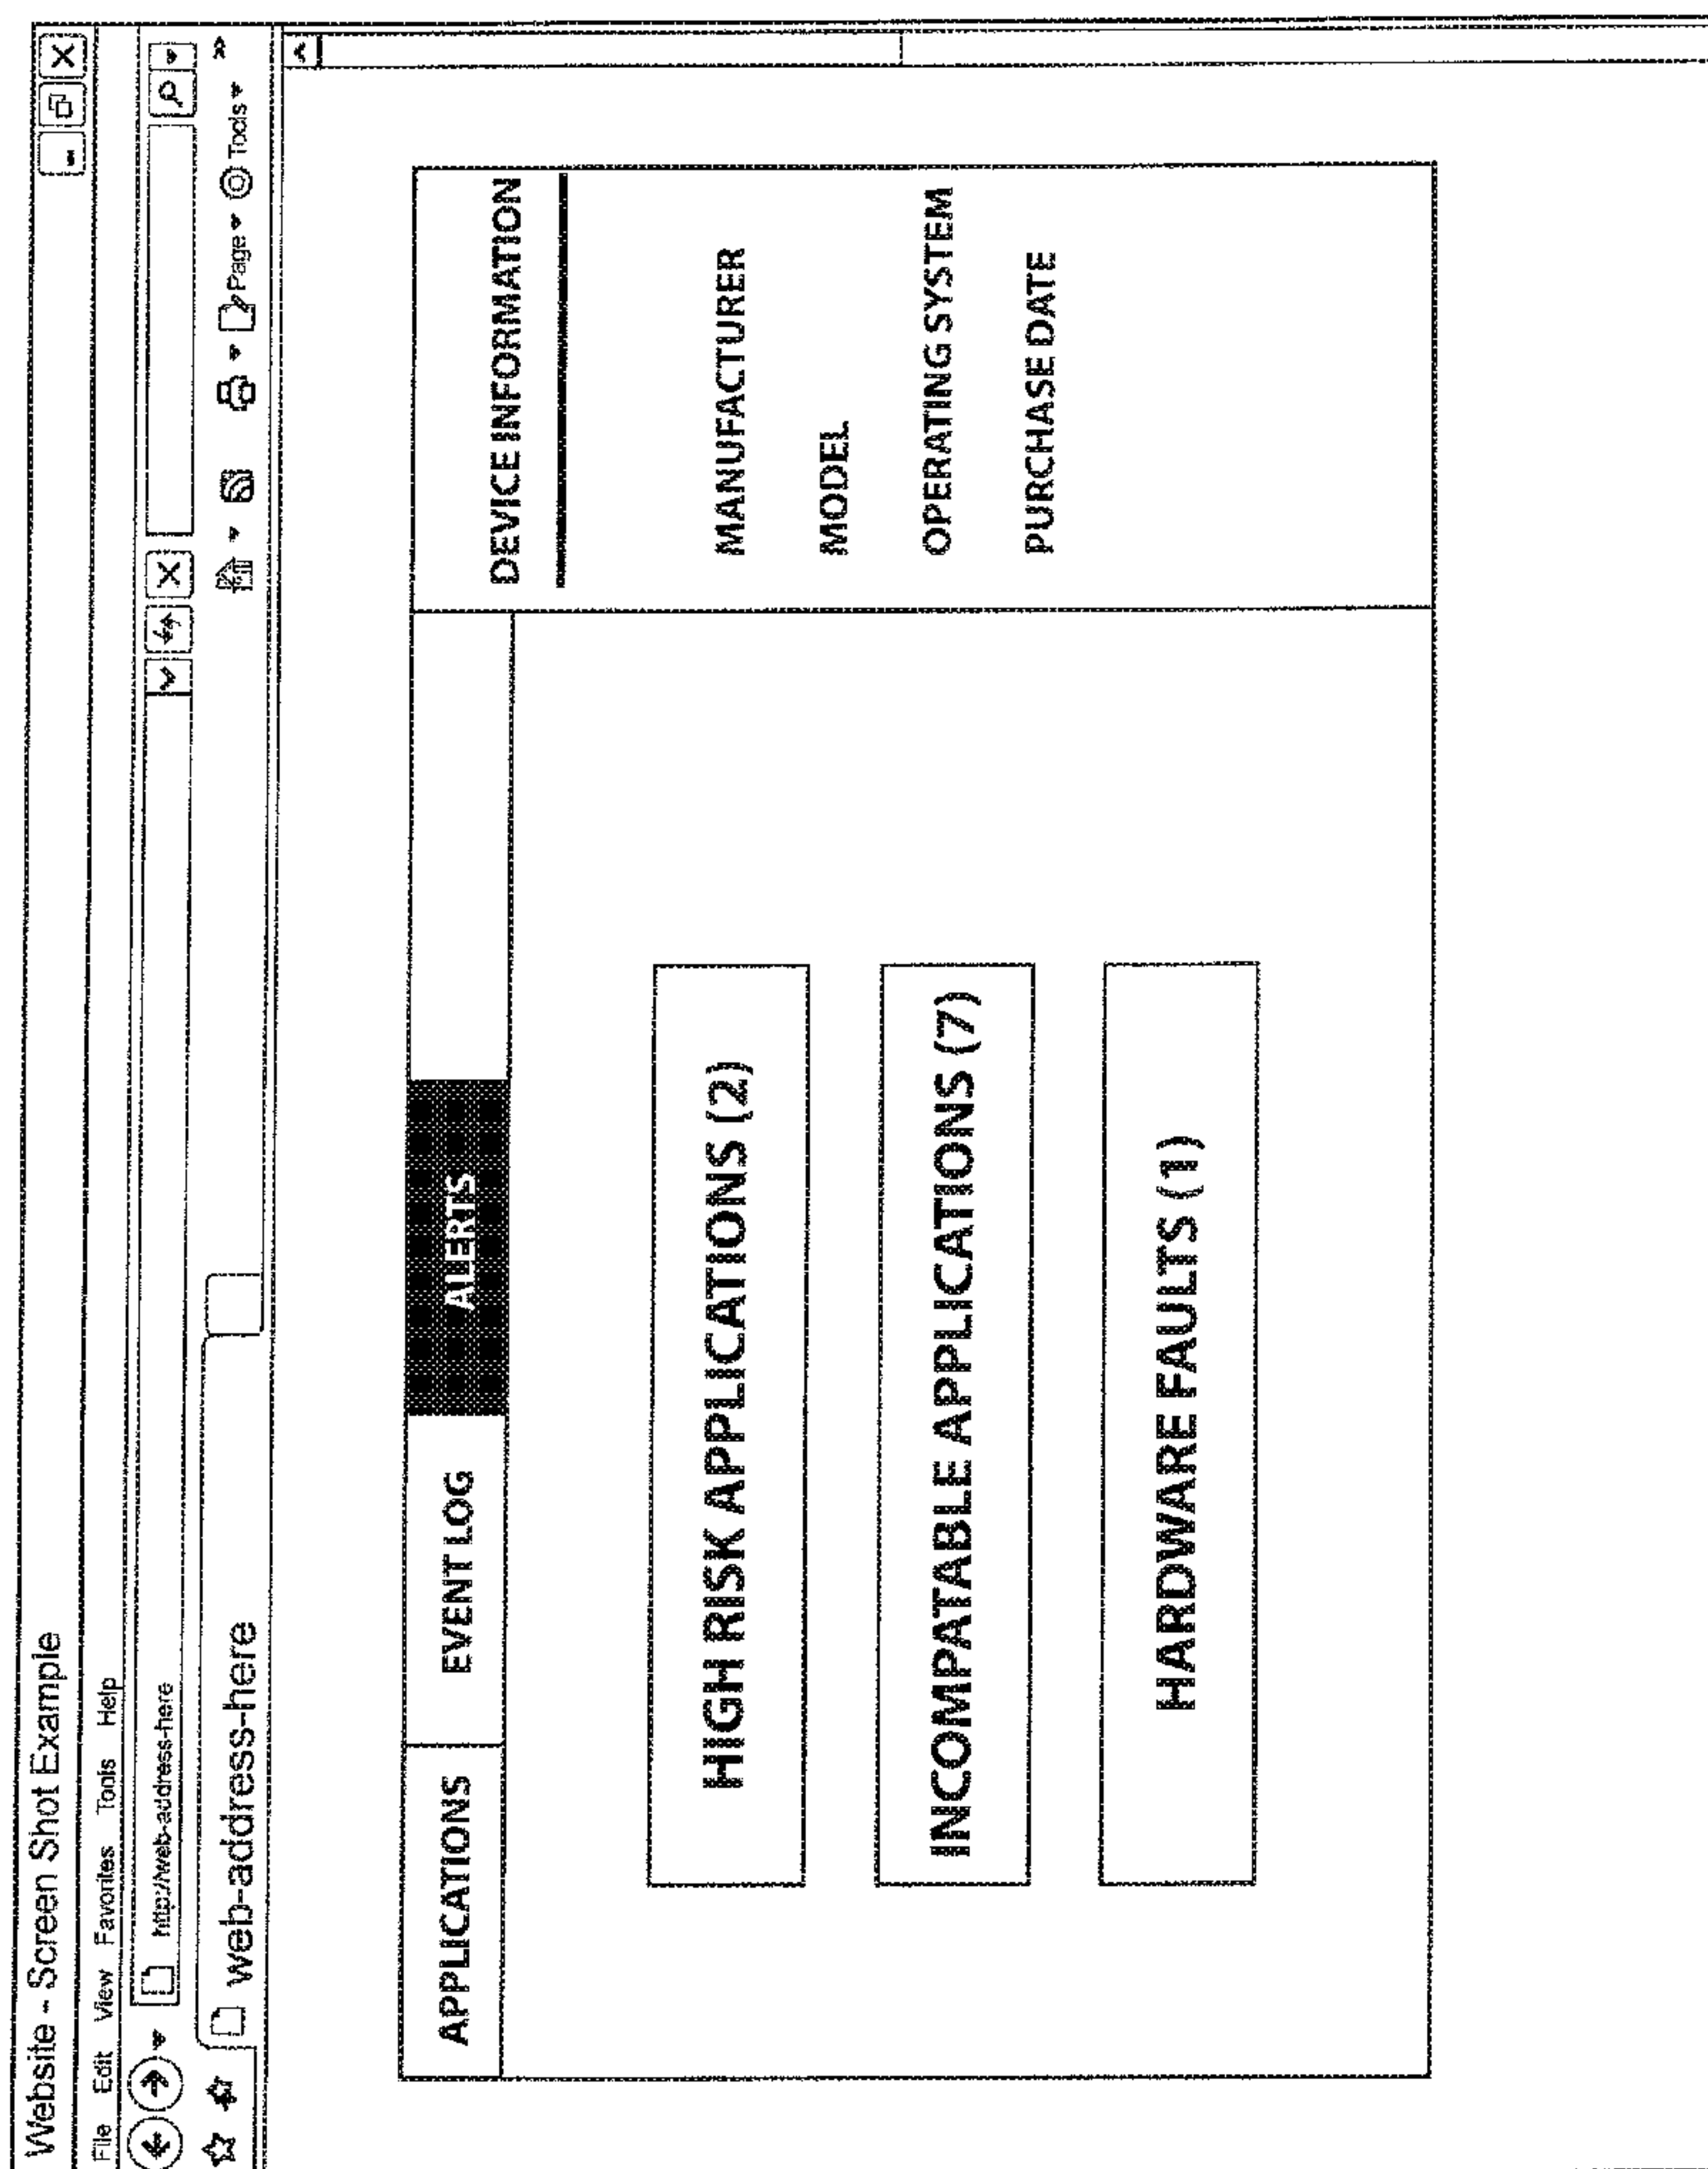 Website - Screen Shot Example
File Edit View Favorites Tools Help
http://web-address-here
web-address-here
Page Tools
APPLICATIONS EVENT LOG ALERTS
DEVICE INFORMATION
MANUFACTURER
MODEL
OPERATING SYSTEM
PURCHASE DATE
HIGH RISK APPLICATIONS (2)
INCOMPATABLE APPLICATIONS (7)
HARDWARE FAULTS (1)